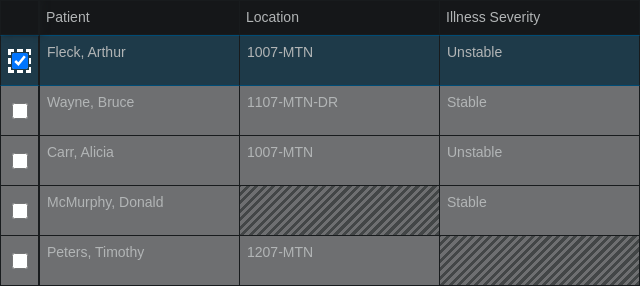 Patient Location Illness Severity
Fleck, Arthur 1007-MTN Unstable
Wayne, Bruce 1107-MTN-DR Stable
Carr, Alicia 1007-MTN Unstable
McMurphy, Donald Stable
Peters, Timothy 1207-MTN